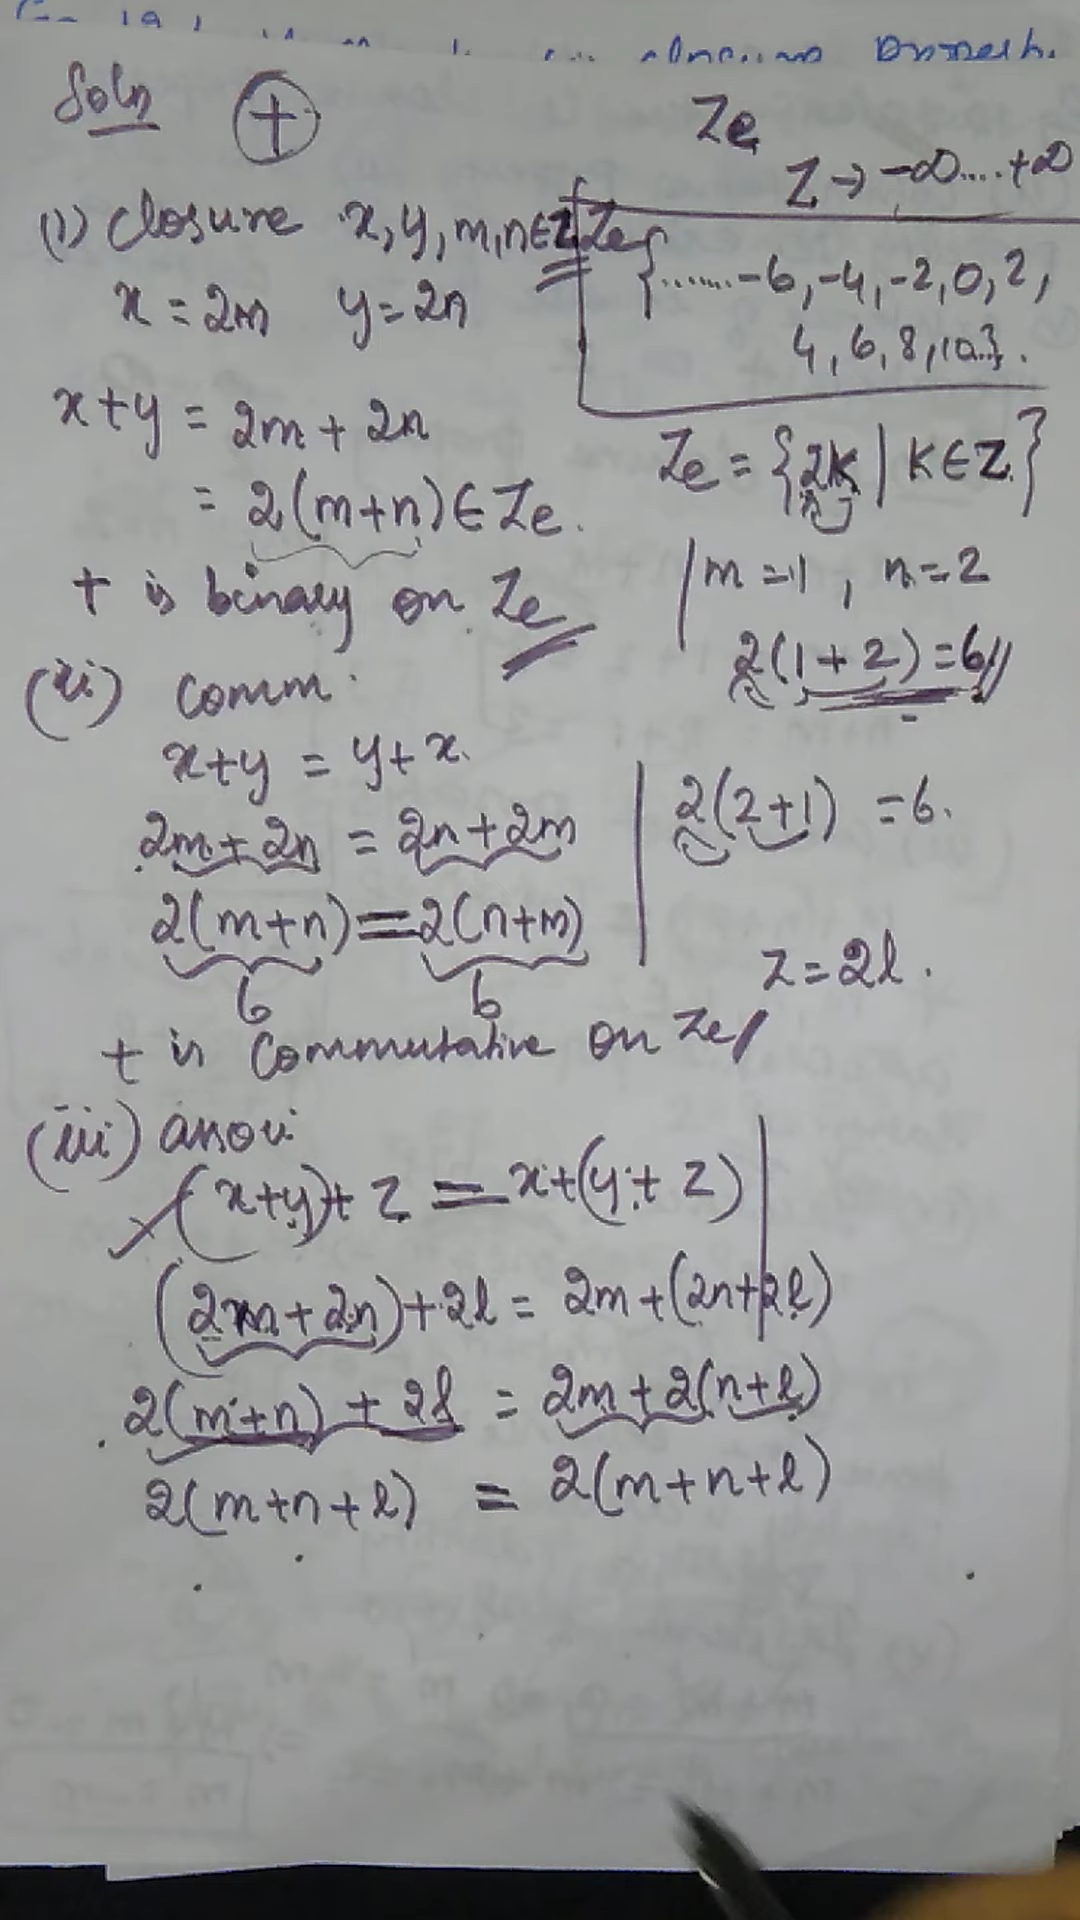 Soln (+)
Ze
Z → -∞....+∞
(i) closure x, y, m, n ∈ Z Ze
{.......-6, -4, -2, 0, 2,
4, 6, 8, 10..}.
x = 2m y = 2n
x+y = 2m + 2n
Ze = {2K | K ∈ Z}
= 2(m+n) ∈ Ze.
m = 1, n = 2
+ is binary on Ze
2(1+2) = 6//
(ii) comm.
x+y = y+x.
2(2+1) = 6.
2m + 2n = 2n + 2m
2(m+n) = 2(n+m)
z = 2l.
6 6
+ is commutative on Ze/
(iii) assoi
(x+y)+z = x+(y+z)
(2m+2n)+2l = 2m+(2n+2l)
2(m+n)+2l = 2m+2(n+l)
2(m+n+l) = 2(m+n+l)